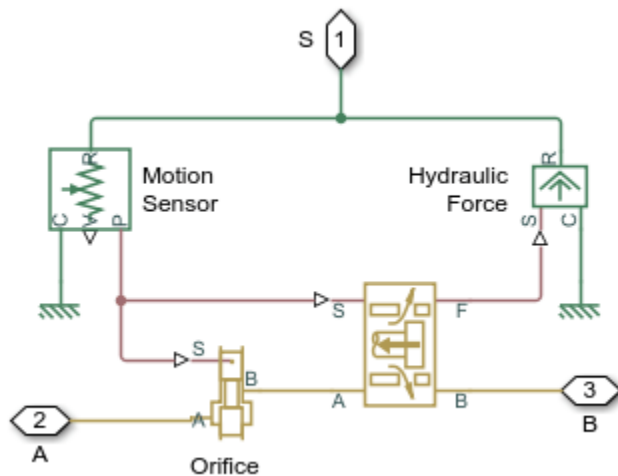 S 1
R
R
Motion
Sensor
Hydraulic
Force
C
V
P
S
C
S
F
S
B
A
B
A
2
A
3
B
Orifice